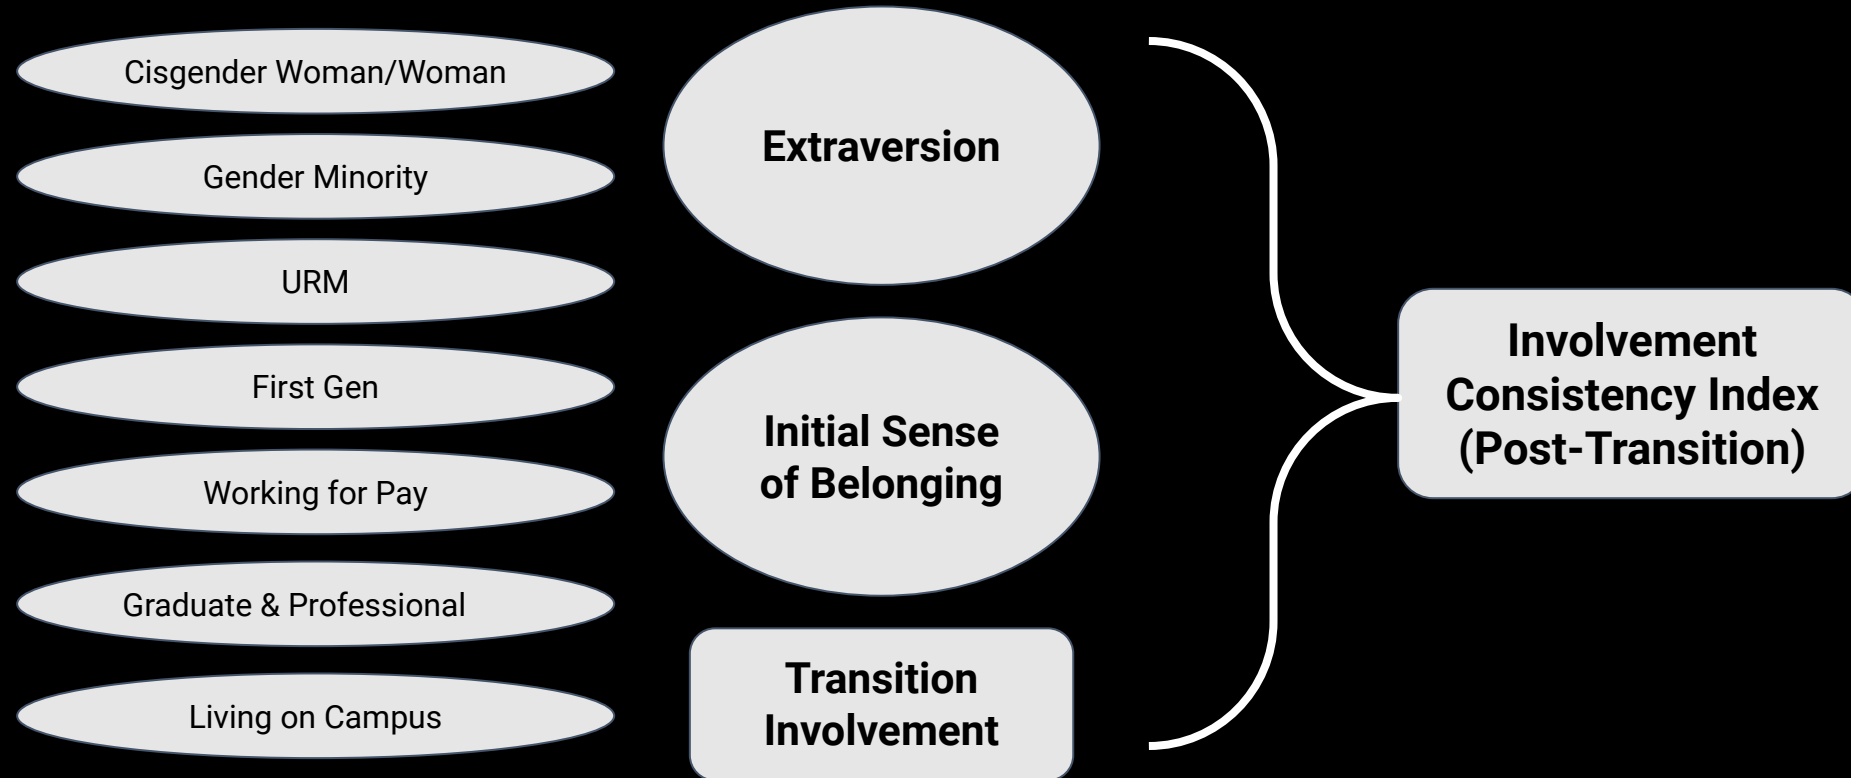 Cisgender Woman/Woman
Gender Minority
URM
First Gen
Working for Pay
Graduate & Professional
Living on Campus
Extraversion
Initial Sense
of Belonging
Transition
Involvement
Involvement
Consistency Index
(Post-Transition)